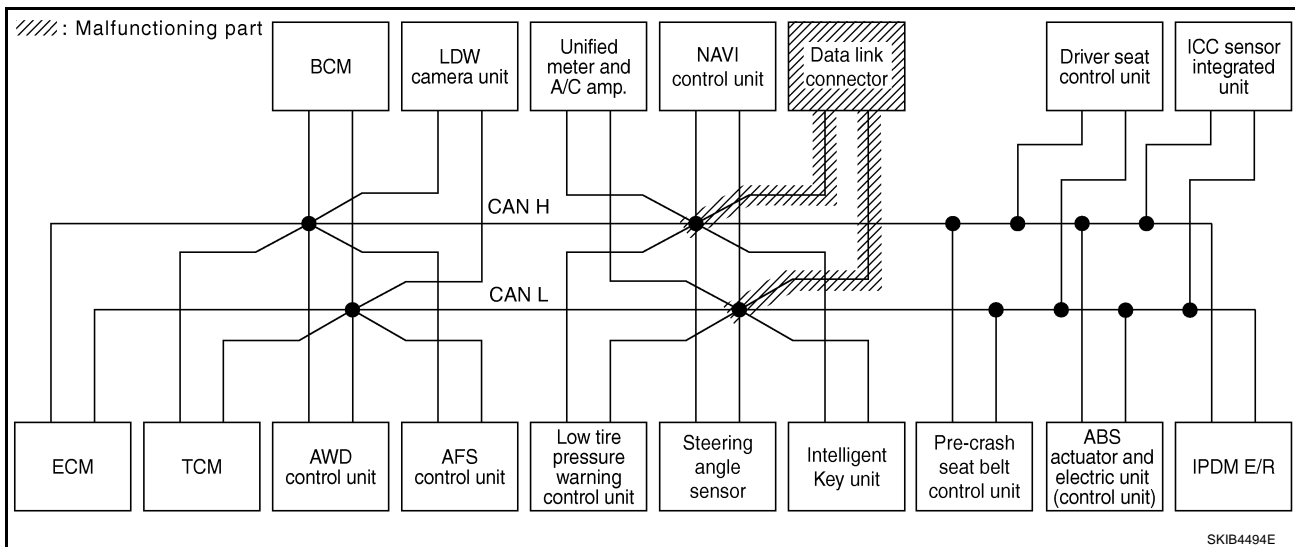 : Malfunctioning part
BCM
LDW
camera unit
Unified
meter and
A/C amp.
NAVI
control unit
Data link
connector
Driver seat
control unit
ICC sensor
integrated
unit
CAN H
CAN L
ECM
TCM
AWD
control unit
AFS
control unit
Low tire
pressure
warning
control unit
Steering
angle
sensor
Intelligent
Key unit
Pre-crash
seat belt
control unit
ABS
actuator and
electric unit
(control unit)
IPDM E/R
SKIB4494E